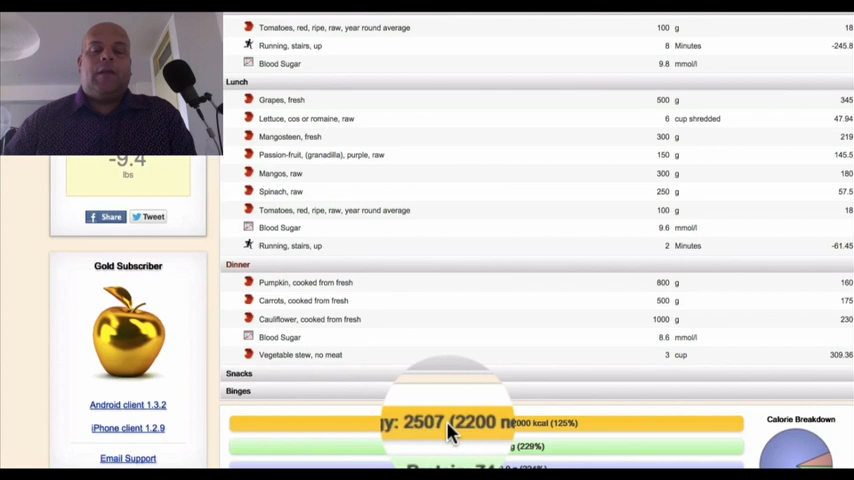 Tomatoes, red, ripe, raw, year round average 100 g 18
Running, stairs, up 8 Minutes -245.8
Blood Sugar 9.8 mmol/l
Lunch
Grapes, fresh 500 g 345
Lettuce, cos or romaine, raw 6 cup shredded 47.94
Mangosteen, fresh 300 g 219
Passion-fruit, (granadilla), purple, raw 150 g 145.5
Mangos, raw 300 g 180
Spinach, raw 250 g 57.5
Tomatoes, red, ripe, raw, year round average 100 g 18
Blood Sugar 9.6 mmol/l
Running, stairs, up 2 Minutes -61.45
Dinner
Pumpkin, cooked from fresh 800 g 160
Carrots, cooked from fresh 500 g 175
Cauliflower, cooked from fresh 1000 g 230
Blood Sugar 8.6 mmol/l
Vegetable stew, no meat 3 cup 309.36
Snacks
Binges
gy: 2507 (2200 ne 000 kcal (125%)
g (229%)
Calorie Breakdown
-9.4
lbs
Share Tweet
Gold Subscriber
Android client 1.3.2
iPhone client 1.2.9
Email Support